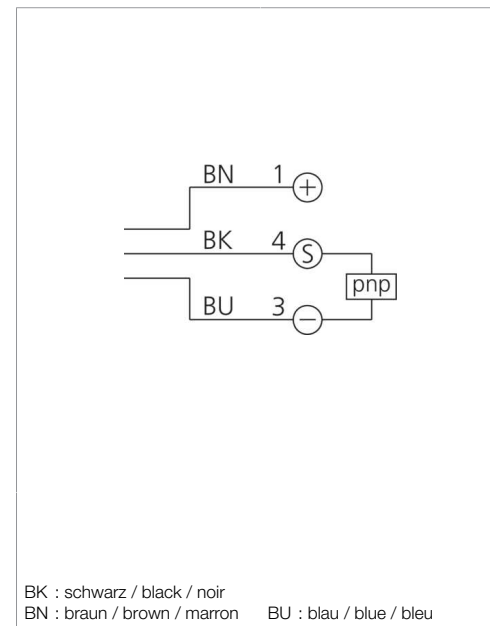 BN 1 +
BK 4 S
pnp
BU 3 −
BK : schwarz / black / noir
BN : braun / brown / marron BU : blau / blue / bleu